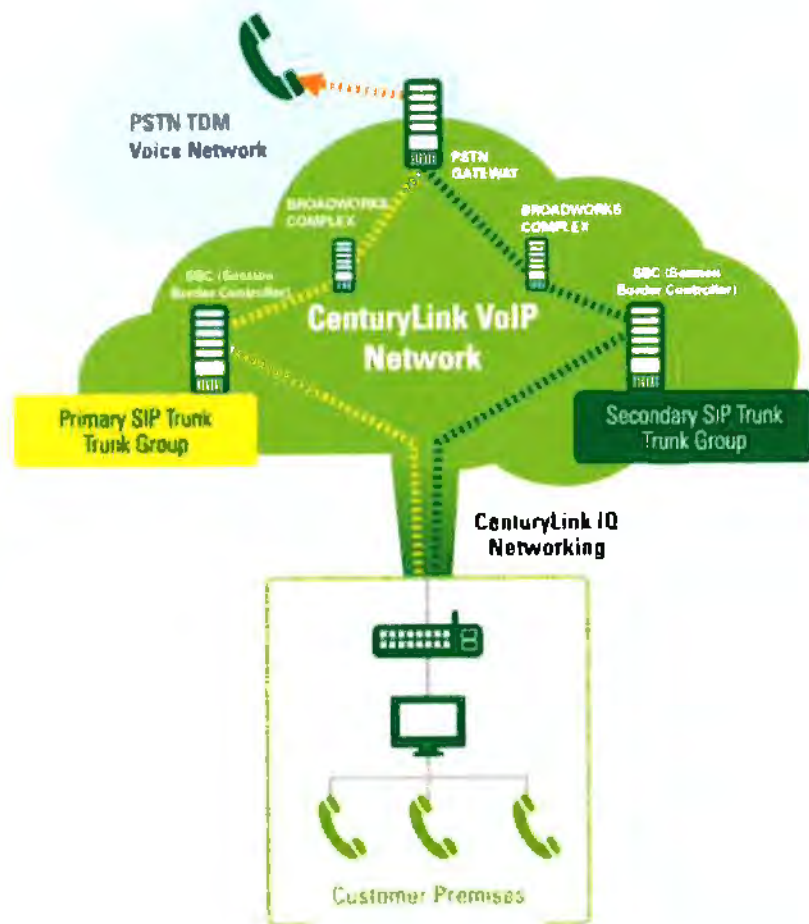 PSTN TDM
Voice Network
PSTN
GATEWAY
BROADWORKS
COMPLEX
BROADWORKS
COMPLEX
SBC (Session
Border Controller)
SBC (Session
Border Controller)
CenturyLink VoIP
Network
Primary SIP Trunk
Trunk Group
Secondary SIP Trunk
Trunk Group
CenturyLink IQ
Networking
Customer Premises